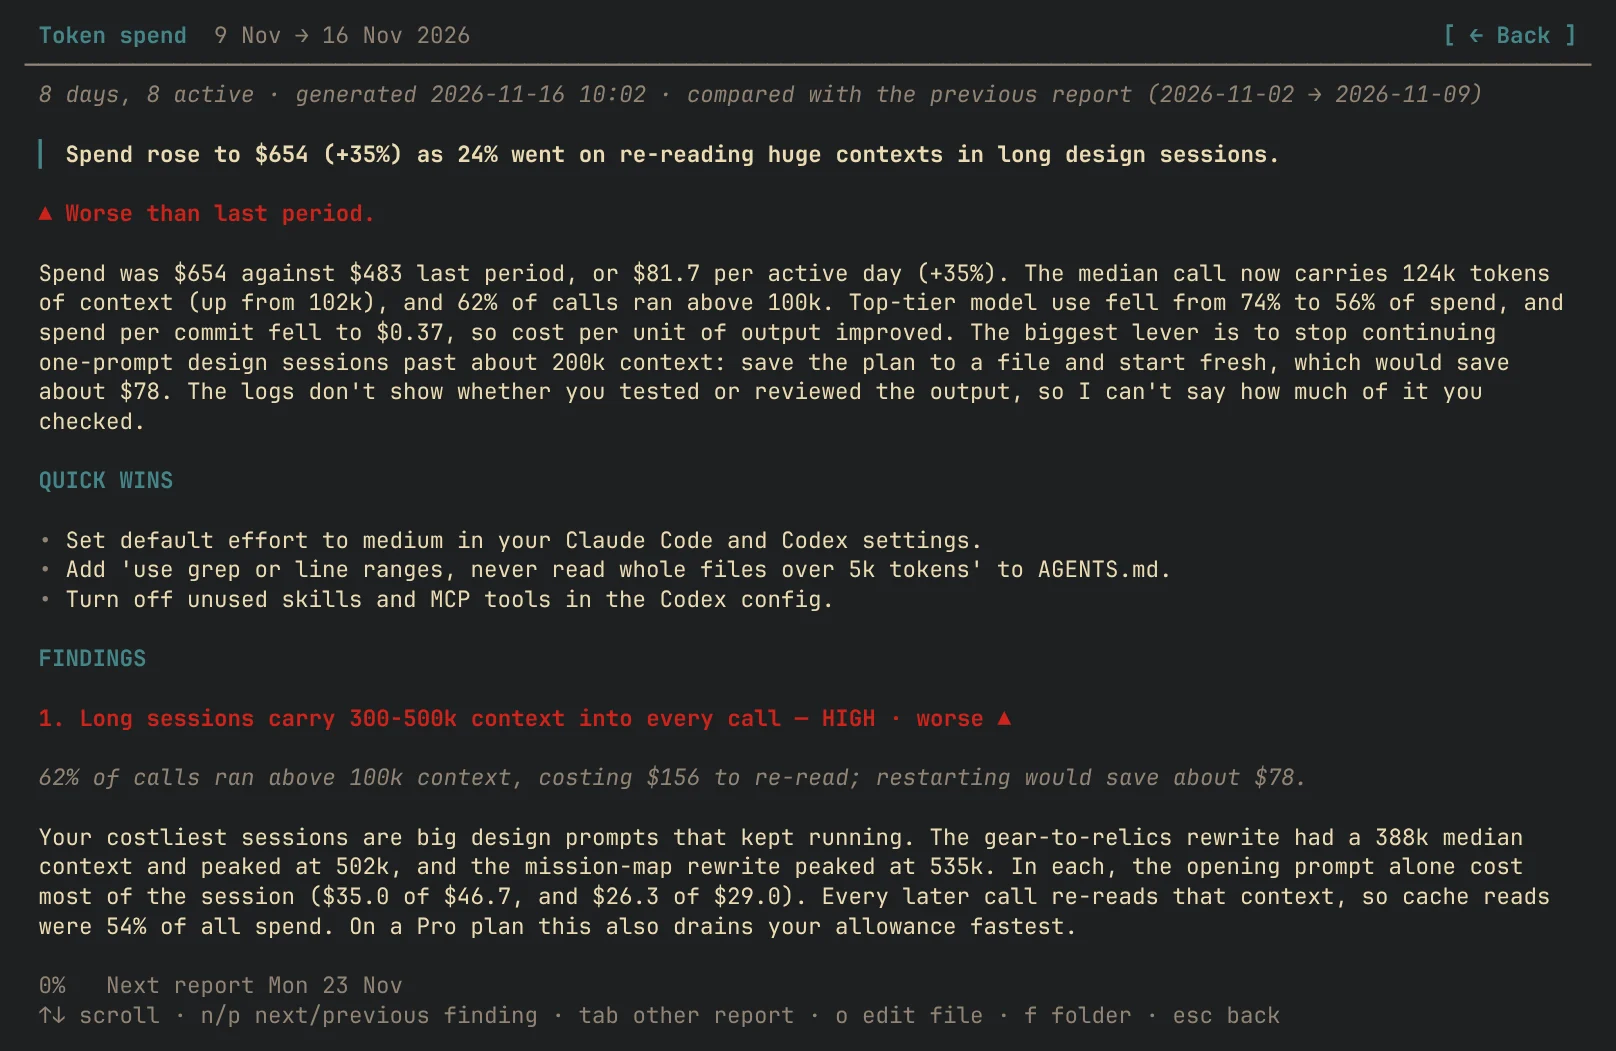 Token spend  9 Nov → 16 Nov 2026
[ ← Back ]
8 days, 8 active · generated 2026-11-16 10:02 · compared with the previous report (2026-11-02 → 2026-11-09)
Spend rose to $654 (+35%) as 24% went on re-reading huge contexts in long design sessions.
▲ Worse than last period.
Spend was $654 against $483 last period, or $81.7 per active day (+35%). The median call now carries 124k tokens
of context (up from 102k), and 62% of calls ran above 100k. Top-tier model use fell from 74% to 56% of spend, and
spend per commit fell to $0.37, so cost per unit of output improved. The biggest lever is to stop continuing
one-prompt design sessions past about 200k context: save the plan to a file and start fresh, which would save
about $78. The logs don't show whether you tested or reviewed the output, so I can't say how much of it you
checked.
QUICK WINS
• Set default effort to medium in your Claude Code and Codex settings.
• Add 'use grep or line ranges, never read whole files over 5k tokens' to AGENTS.md.
• Turn off unused skills and MCP tools in the Codex config.
FINDINGS
1. Long sessions carry 300-500k context into every call — HIGH · worse ▲
62% of calls ran above 100k context, costing $156 to re-read; restarting would save about $78.
Your costliest sessions are big design prompts that kept running. The gear-to-relics rewrite had a 388k median
context and peaked at 502k, and the mission-map rewrite peaked at 535k. In each, the opening prompt alone cost
most of the session ($35.0 of $46.7, and $26.3 of $29.0). Every later call re-reads that context, so cache reads
were 54% of all spend. On a Pro plan this also drains your allowance fastest.
0%   Next report Mon 23 Nov
↑↓ scroll · n/p next/previous finding · tab other report · o edit file · f folder · esc back